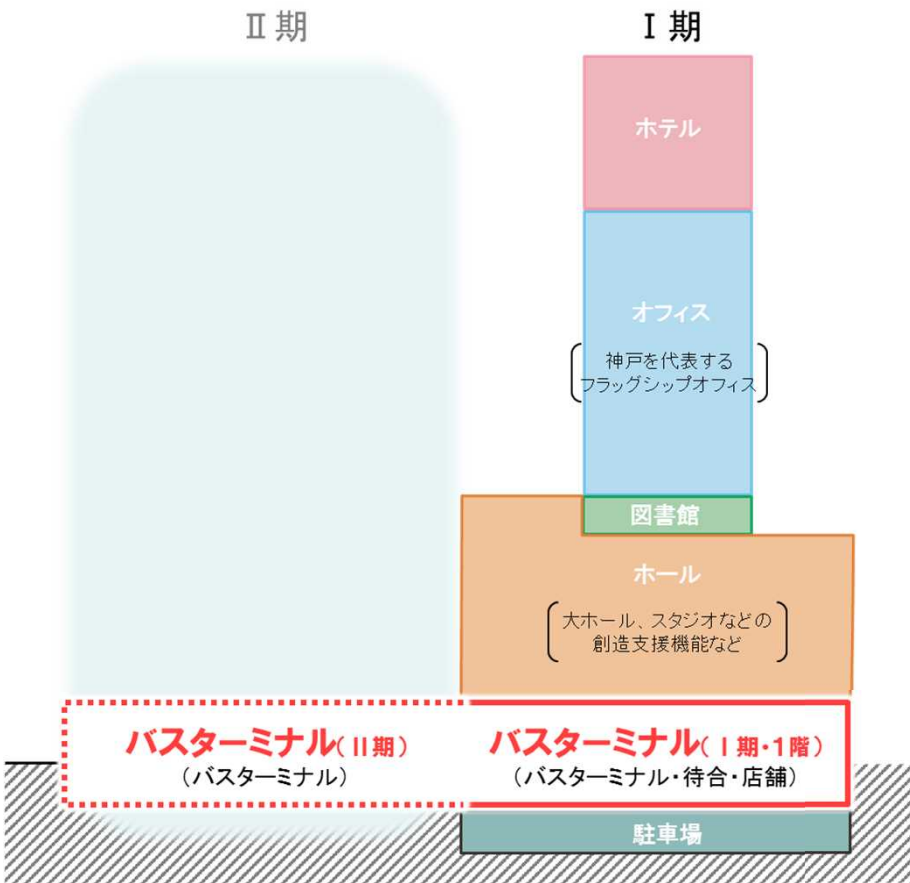 Ⅱ期
Ⅰ期
ホテル
オフィス
神戸を代表する
フラッグシップオフィス
図書館
ホール
大ホール、スタジオなどの
創造支援機能など
バスターミナル(Ⅱ期)
(バスターミナル)
バスターミナル(Ⅰ期・1階)
(バスターミナル・待合・店舗)
駐車場